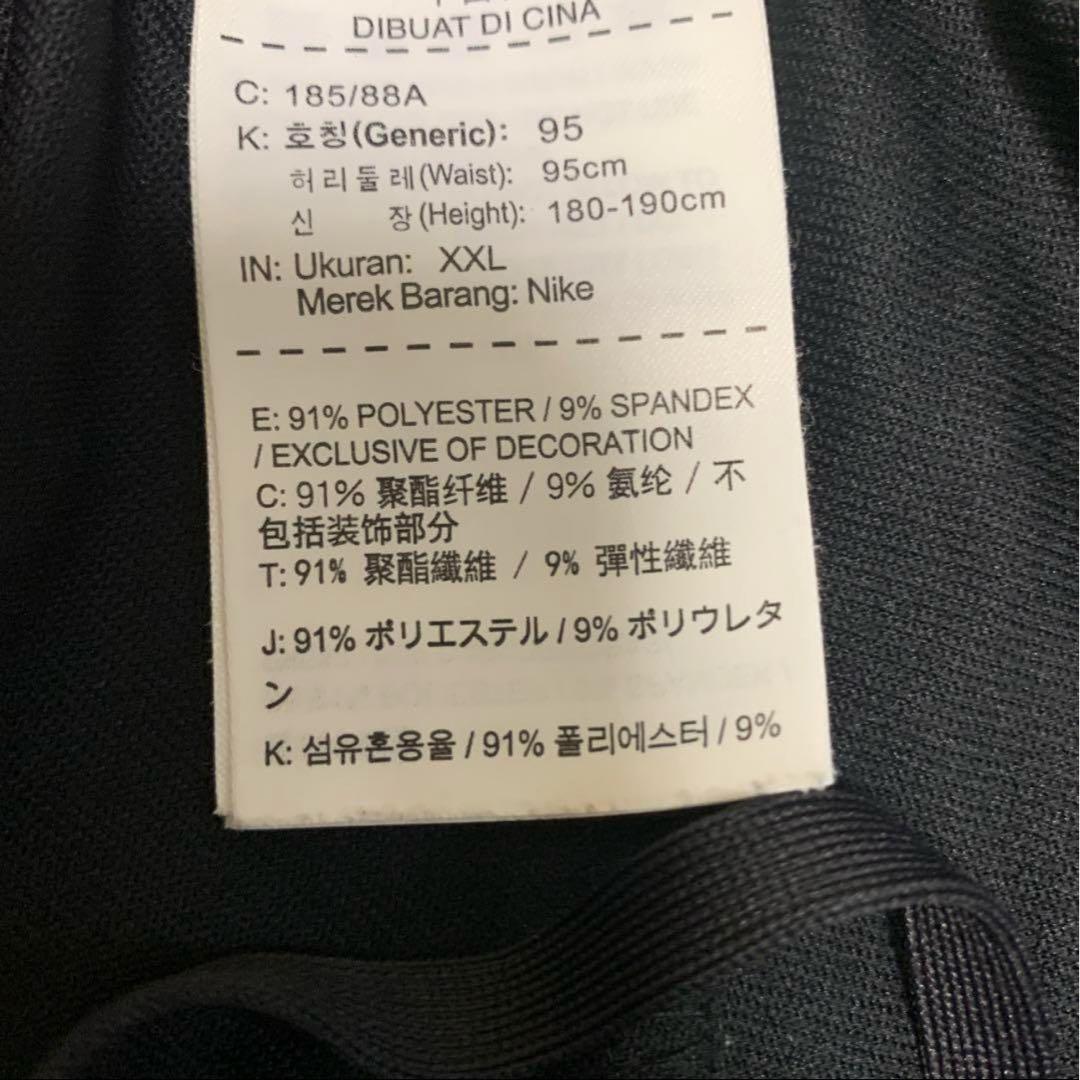 DIBUAT DI CINA
C: 185/88A
K: 호칭(Generic): 95
허리둘레(Waist): 95cm
신 장(Height): 180-190cm
IN: Ukuran: XXL
Merek Barang: Nike
E: 91% POLYESTER / 9% SPANDEX
/ EXCLUSIVE OF DECORATION
C: 91% 聚酯纤维 / 9% 氨纶 / 不
包括装饰部分
T: 91% 聚酯纖維 / 9% 彈性纖維
J: 91% ポリエステル / 9% ポリウレタ
ン
K: 섬유혼용율 / 91% 폴리에스터 / 9%